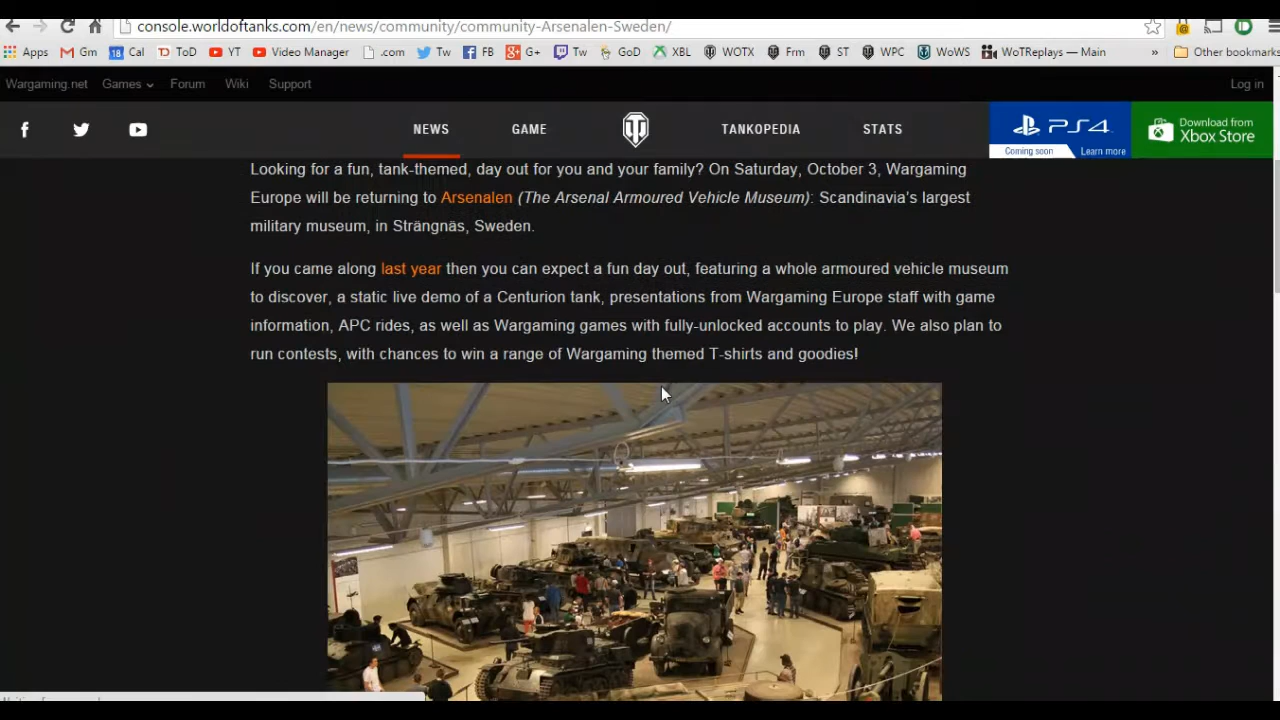 console.worldoftanks.com/en/news/community/community-Arsenalen-Sweden/
Apps Gm Cal ToD YT Video Manager .com Tw FB G+ Tw GoD XBL WOTX Frm ST WPC WoWS WoTReplays — Main » Other bookmarks
Wargaming.net Games Forum Wiki Support Log in
NEWS GAME TANKOPEDIA STATS
PS4
Coming soon Learn more
Download from
Xbox Store
Looking for a fun, tank-themed, day out for you and your family? On Saturday, October 3, Wargaming
Europe will be returning to Arsenalen (The Arsenal Armoured Vehicle Museum): Scandinavia's largest
military museum, in Strängnäs, Sweden.
If you came along last year then you can expect a fun day out, featuring a whole armoured vehicle museum
to discover, a static live demo of a Centurion tank, presentations from Wargaming Europe staff with game
information, APC rides, as well as Wargaming games with fully-unlocked accounts to play. We also plan to
run contests, with chances to win a range of Wargaming themed T-shirts and goodies!